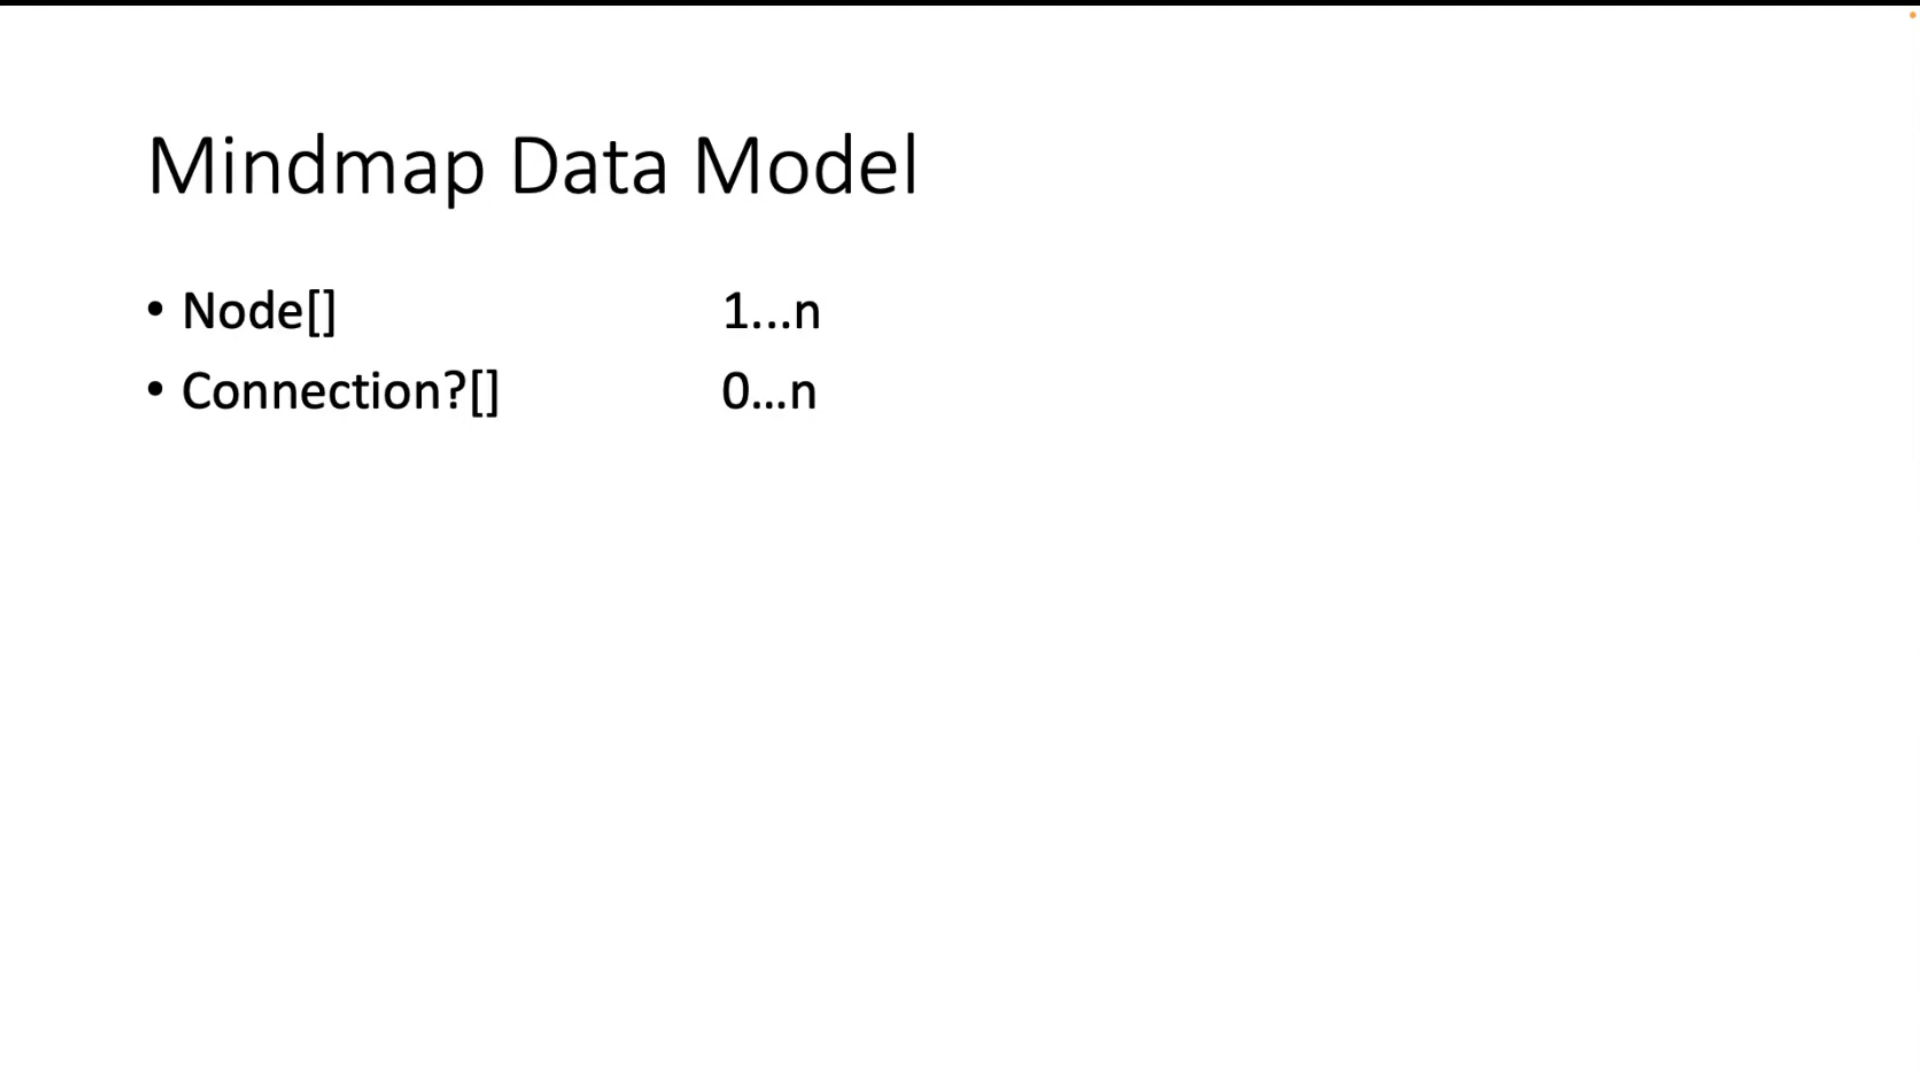 Mindmap Data Model
• Node[] 1...n
• Connection?[] 0...n